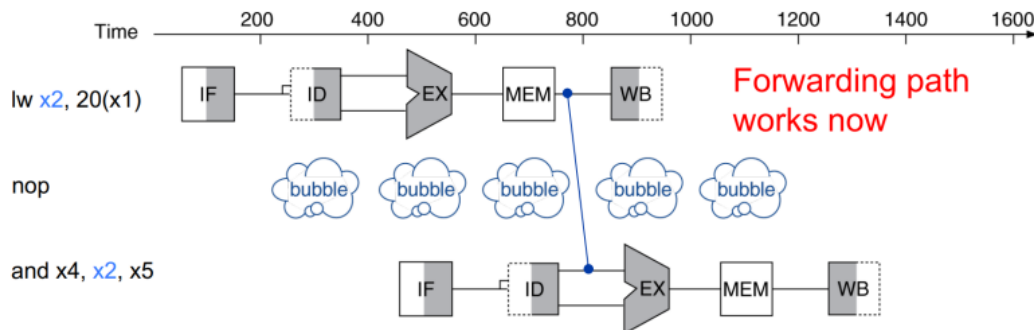 Time 200 400 600 800 1000 1200 1400 1600
lw x2, 20(x1) IF ID EX MEM WB
Forwarding path
works now
nop bubble bubble bubble bubble bubble
and x4, x2, x5 IF ID EX MEM WB